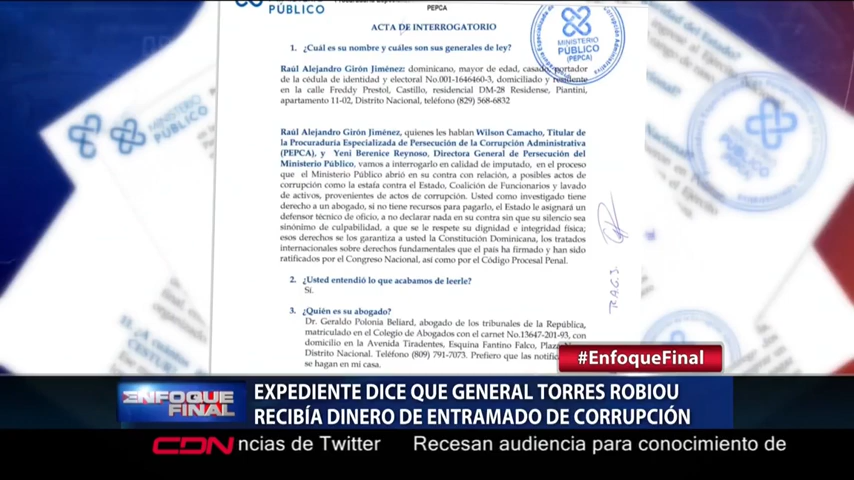 MINISTERIO
PÚBLICO
PEPCA
ACTA DE INTERROGATORIO
1. ¿Cuál es su nombre y cuáles son sus generales de ley?
Raúl Alejandro Girón Jiménez: dominicano, mayor de edad, casado, portador
de la cédula de identidad y electoral No.001-1646460-3, domiciliado y residente
en la calle Freddy Prestol, Castillo, residencial DM-28 Residense, Piantini,
apartamento 11-02, Distrito Nacional, teléfono (829) 568-6832
MINISTERIO
PÚBLICO
(PEPCA)
Raúl Alejandro Girón Jiménez, quienes les hablan Wilson Camacho, Titular de
la Procuraduría Especializada de Persecución de la Corrupción Administrativa
(PEPCA), y Yeni Berenice Reynoso, Directora General de Persecución del
Ministerio Público, vamos a interrogarlo en calidad de imputado, en el proceso
que el Ministerio Público abrió en su contra con relación, a posibles actos de
corrupción como la estafa contra el Estado, Coalición de Funcionarios y lavado
de activos, provenientes de actos de corrupción. Usted como investigado tiene
derecho a un abogado, si no tiene recursos para pagarlo, el Estado le asignará un
defensor técnico de oficio, a no declarar nada en su contra sin que su silencio sea
sinónimo de culpabilidad, a que se le respete su dignidad e integridad física;
esos derechos se los garantiza a usted la Constitución Dominicana, los tratados
internacionales sobre derechos fundamentales que el país ha firmado y han sido
ratificados por el Congreso Nacional, así como por el Código Procesal Penal.
2. ¿Usted entendió lo que acabamos de leerle?
Si.
3. ¿Quién es su abogado?
Dr. Geraldo Polonia Beliard, abogado de los tribunales de la República,
matriculado en el Colegio de Abogados con el carnet No.13647-201-93, con
domicilio en la Avenida Tiradentes, Esquina Fantino Falco, Plaza
Distrito Nacional. Teléfono (809) 791-7073. Prefiero que las notific
se hagan en mi casa.
R.A.G.J.
MINISTERIO
PÚBLICO
#EnfoqueFinal
ENFOQUE
FINAL
EXPEDIENTE DICE QUE GENERAL TORRES ROBIOU
RECIBÍA DINERO DE ENTRAMADO DE CORRUPCIÓN
CDN ncias de Twitter Recesan audiencia para conocimiento de